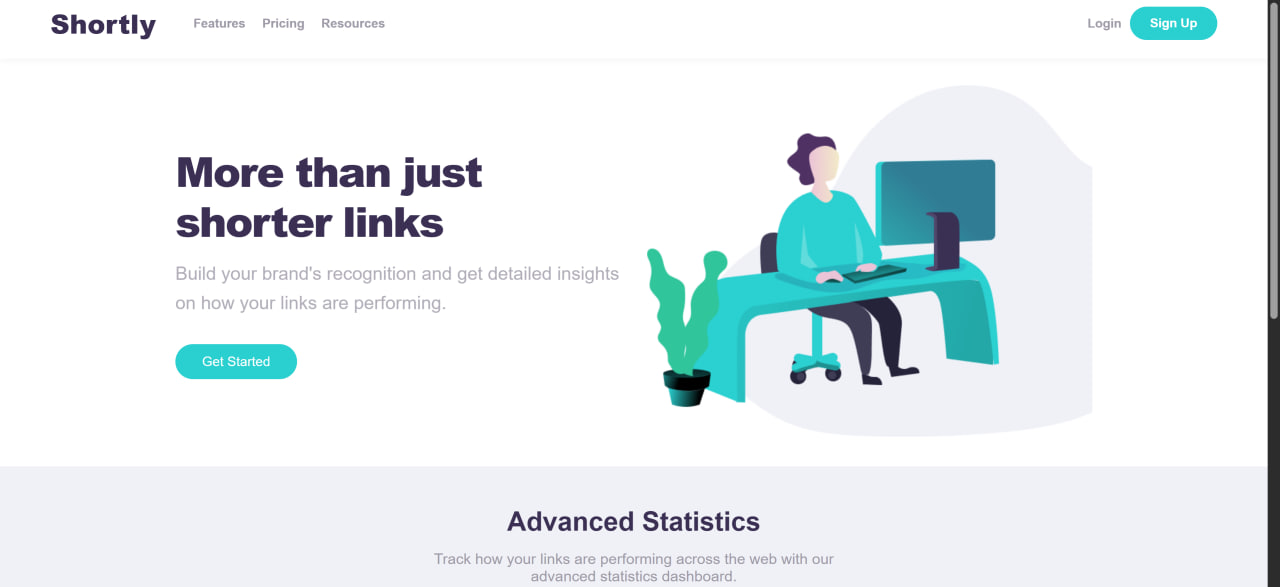 Shortly
Features Pricing Resources
Login Sign Up
More than just
shorter links
Build your brand's recognition and get detailed insights
on how your links are performing.
Get Started
Advanced Statistics
Track how your links are performing across the web with our
advanced statistics dashboard.